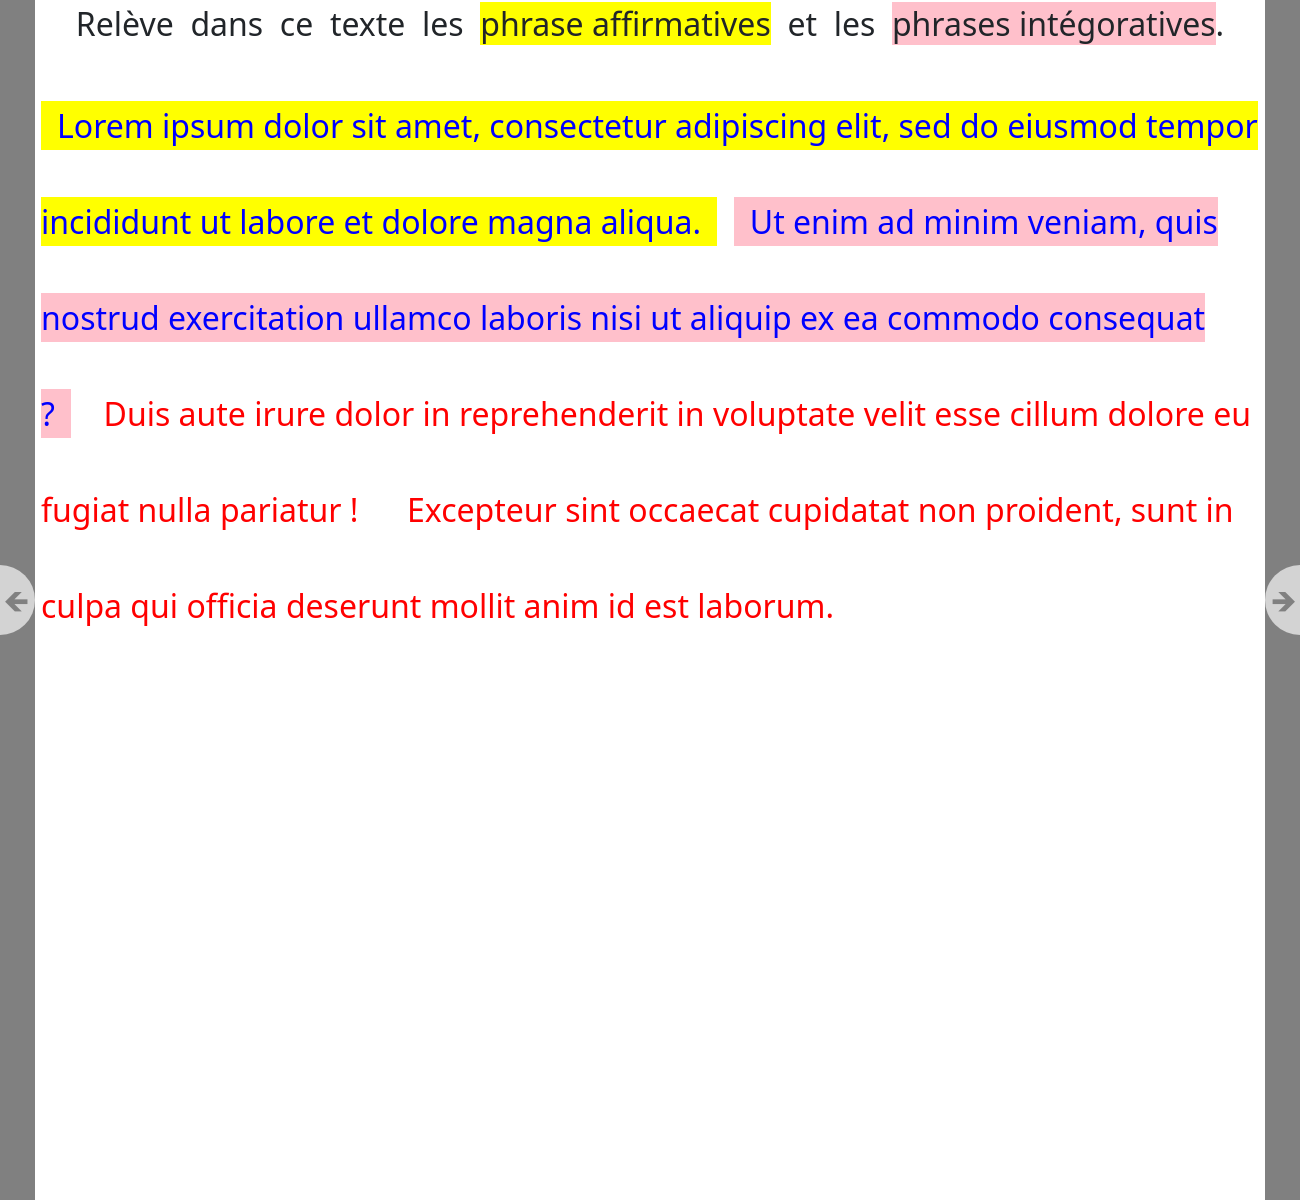 Relève dans ce texte les phrase affirmatives et les phrases intégoratives.
Lorem ipsum dolor sit amet, consectetur adipiscing elit, sed do eiusmod tempor
incididunt ut labore et dolore magna aliqua. Ut enim ad minim veniam, quis
nostrud exercitation ullamco laboris nisi ut aliquip ex ea commodo consequat
? Duis aute irure dolor in reprehenderit in voluptate velit esse cillum dolore eu
fugiat nulla pariatur ! Excepteur sint occaecat cupidatat non proident, sunt in
culpa qui officia deserunt mollit anim id est laborum.